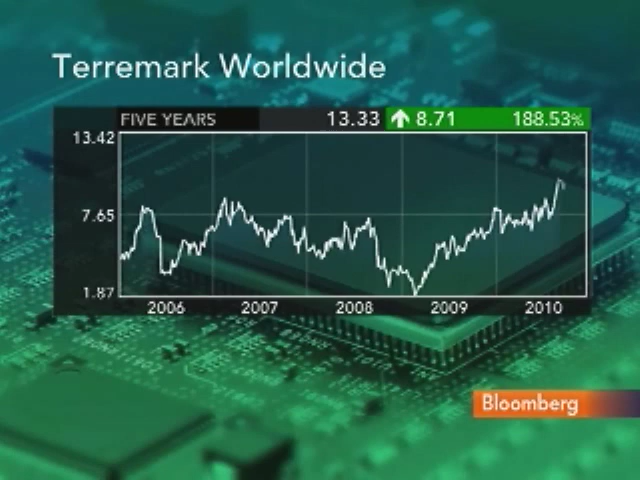 Terremark Worldwide
FIVE YEARS 13.33 8.71 188.53%
13.42
7.65
1.87
2006 2007 2008 2009 2010
Bloomberg